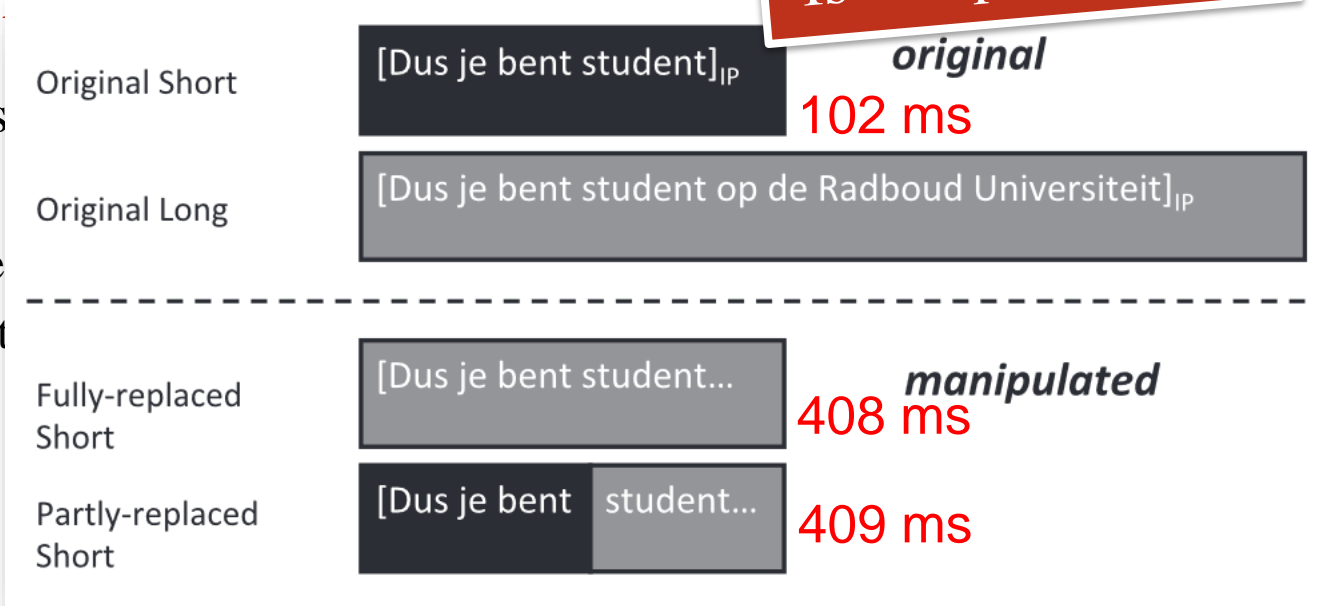 original
Original Short
[Dus je bent student]IP
102 ms
Original Long
[Dus je bent student op de Radboud Universiteit]IP
manipulated
Fully-replaced
Short
[Dus je bent student...
408 ms
Partly-replaced
Short
[Dus je bent student...
409 ms